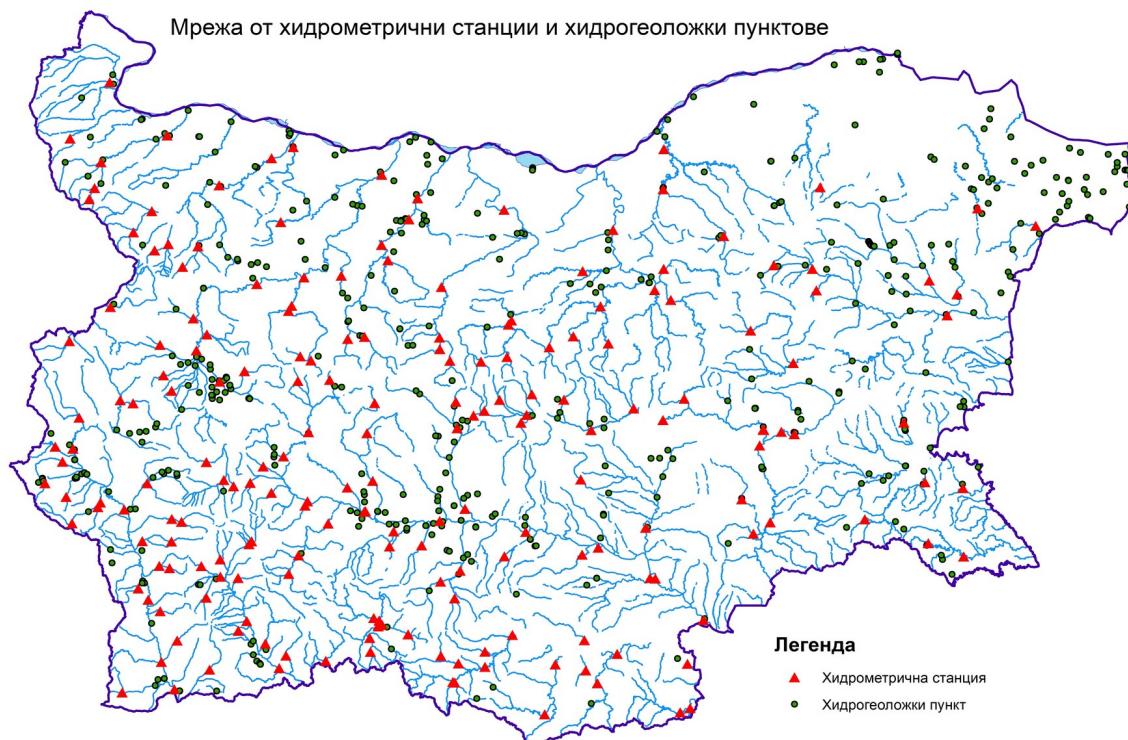 Мрежа от хидрометрични станции и хидрогеоложки пунктове
Легенда
Хидрометрична станция
Хидрогеоложки пункт